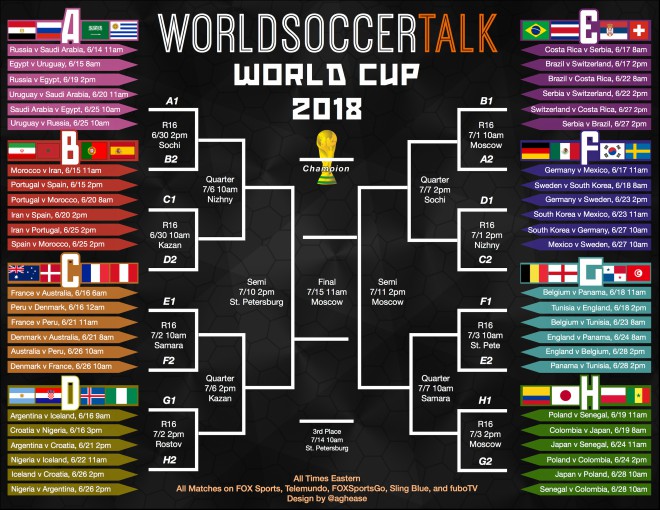 WORLDSOCCERTALK
WORLD CUP
2018
A
Russia v Saudi Arabia, 6/14 11am
Egypt v Uruguay, 6/15 8am
Russia v Egypt, 6/19 2pm
Uruguay v Saudi Arabia, 6/20 11am
Saudi Arabia v Egypt, 6/25 10am
Uruguay v Russia, 6/25 10am
B
Morocco v Iran, 6/15 11am
Portugal v Spain, 6/15 2pm
Portugal v Morocco, 6/20 8am
Iran v Spain, 6/20 2pm
Iran v Portugal, 6/25 2pm
Spain v Morocco, 6/25 2pm
C
France v Australia, 6/16 6am
Peru v Denmark, 6/16 12am
France v Peru, 6/21 11am
Denmark v Australia, 6/21 8am
Australia v Peru, 6/26 10am
Denmark v France, 6/26 10am
D
Argentina v Iceland, 6/16 9am
Croatia v Nigeria, 6/16 3pm
Argentina v Croatia, 6/21 2pm
Nigeria v Iceland, 6/22 11am
Iceland v Croatia, 6/26 2pm
Nigeria v Argentina, 6/26 2pm
A1
R16
6/30 2pm
Sochi
B2
C1
R16
6/30 10am
Kazan
D2
E1
R16
7/2 10am
Samara
F2
G1
R16
7/2 2pm
Rostov
H2
Quarter
7/6 10am
Nizhny
Quarter
7/6 2pm
Kazan
Semi
7/10 2pm
St. Petersburg
Champion
Final
7/15 11am
Moscow
3rd Place
7/14 10am
St. Petersburg
Semi
7/11 2pm
Moscow
Quarter
7/7 2pm
Sochi
Quarter
7/7 10am
Samara
B1
R16
7/1 10am
Moscow
A2
D1
R16
7/1 2pm
Nizhny
C2
F1
R16
7/3 10am
St. Pete
E2
H1
R16
7/3 2pm
Moscow
G2
E
Costa Rica v Serbia, 6/17 8am
Brazil v Switzerland, 6/17 2pm
Brazil v Costa Rica, 6/22 8am
Serbia v Switzerland, 6/22 2pm
Switzerland v Costa Rica, 6/27 2pm
Serbia v Brazil, 6/27 2pm
F
Germany v Mexico, 6/17 11am
Sweden v South Korea, 6/18 8am
Germany v Sweden, 6/23 2pm
South Korea v Mexico, 6/23 11am
South Korea v Germany, 6/27 10am
Mexico v Sweden, 6/27 10am
G
Belgium v Panama, 6/18 11am
Tunisia v England, 6/18 2pm
Belgium v Tunisia, 6/23 8am
England v Panama, 6/24 8am
England v Belgium, 6/28 2pm
Panama v Tunisia, 6/28 2pm
H
Poland v Senegal, 6/19 11am
Colombia v Japan, 6/19 8am
Japan v Senegal, 6/24 11am
Poland v Colombia, 6/24 2pm
Japan v Poland, 6/28 10am
Senegal v Colombia, 6/28 10am
All Times Eastern
All Matches on FOX Sports, Telemundo, FOXSportsGo, Sling Blue, and fuboTV
Design by @aghease